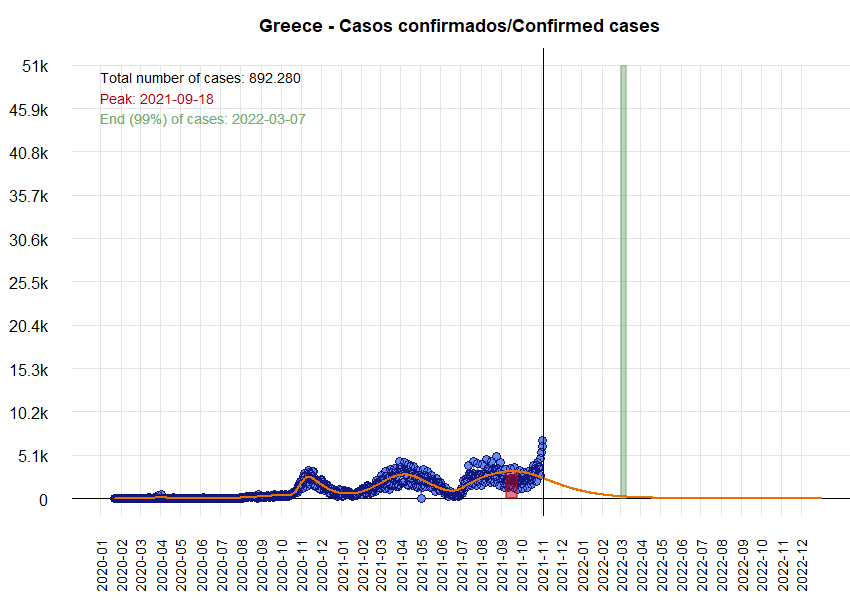 Greece - Casos confirmados/Confirmed cases
Total number of cases: 892.280
Peak: 2021-09-18
End (99%) of cases: 2022-03-07
51k
45.9k
40.8k
35.7k
30.6k
25.5k
20.4k
15.3k
10.2k
5.1k
0
2020-01
2020-02
2020-03
2020-04
2020-05
2020-06
2020-07
2020-08
2020-09
2020-10
2020-11
2020-12
2021-01
2021-02
2021-03
2021-04
2021-05
2021-06
2021-07
2021-08
2021-09
2021-10
2021-11
2021-12
2022-01
2022-02
2022-03
2022-04
2022-05
2022-06
2022-07
2022-08
2022-09
2022-10
2022-11
2022-12